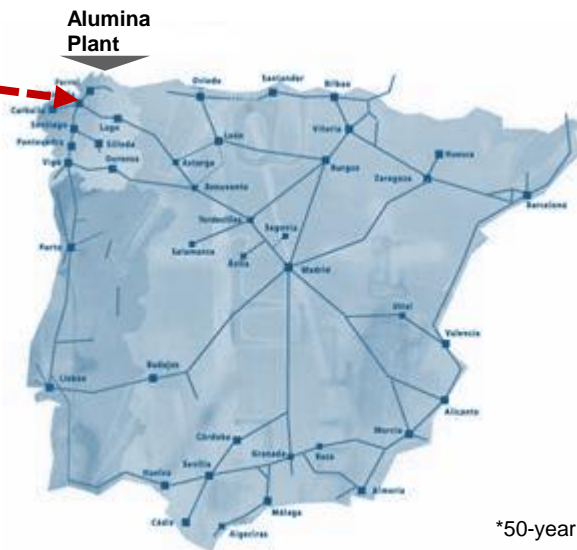 Alumina
Plant
Ferrol
Carballo
Santiago
Lugo
Pontevedra
Silleda
Vigo
Ourense
Oviedo
Santander
Bilbao
León
Vitoria
Astorga
Burgos
Benavente
Huesca
Zaragoza
Barcelona
Tordesillas
Segovia
Salamanca
Ávila
Porto
Madrid
Utiel
Valencia
Lisboa
Badajoz
Alicante
Murcia
Córdoba
Granada
Baza
Huelva
Sevilla
Almería
Cádiz
Málaga
Algeciras
*50-year